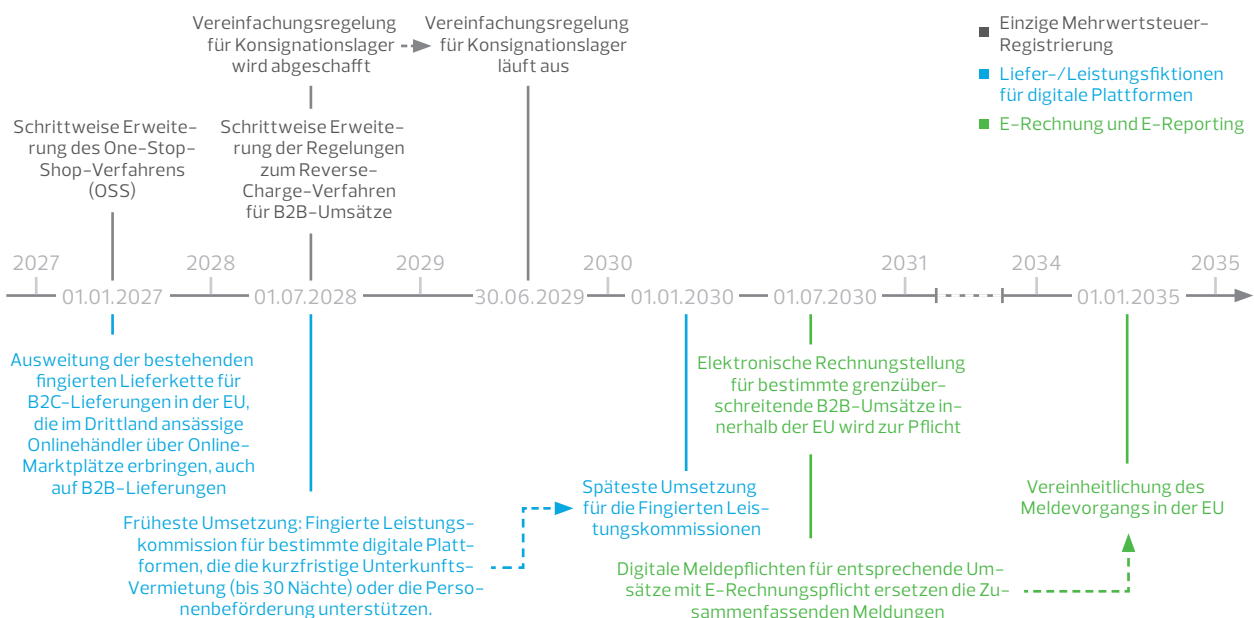 Vereinfachungsregelung
für Konsignationslager
wird abgeschafft
Vereinfachungsregelung
für Konsignationslager
läuft aus
Einzige Mehrwertsteuer-
Registrierung
Liefer-/Leistungsfiktionen
für digitale Plattformen
E-Rechnung und E-Reporting
Schrittweise Erweite-
rung des One-Stop-
Shop-Verfahrens
(OSS)
Schrittweise Erweite-
rung der Regelungen
zum Reverse-
Charge-Verfahren
für B2B-Umsätze
2027
2028
2029
2030
2031
2034
2035
01.01.2027
01.07.2028
30.06.2029
01.01.2030
01.07.2030
01.01.2035
Ausweitung der bestehenden
fingierten Lieferkette für
B2C-Lieferungen in der EU,
die im Drittland ansässige
Onlinehändler über Online-
Marktplätze erbringen, auch
auf B2B-Lieferungen
Früheste Umsetzung: Fingierte Leistungs-
kommission für bestimmte digitale Platt-
formen, die die kurzfristige Unterkunfts-
Vermietung (bis 30 Nächte) oder die Perso-
nenbeförderung unterstützen.
Späteste Umsetzung
für die Fingierten Leis-
tungskommissionen
Elektronische Rechnungstellung
für bestimmte grenzüber-
schreitende B2B-Umsätze in-
nerhalb der EU wird zur Pflicht
Digitale Meldepflichten für entsprechende Um-
sätze mit E-Rechnungspflicht ersetzen die Zu-
sammenfassenden Meldungen
Vereinheitlichung des
Meldevorgangs in der EU